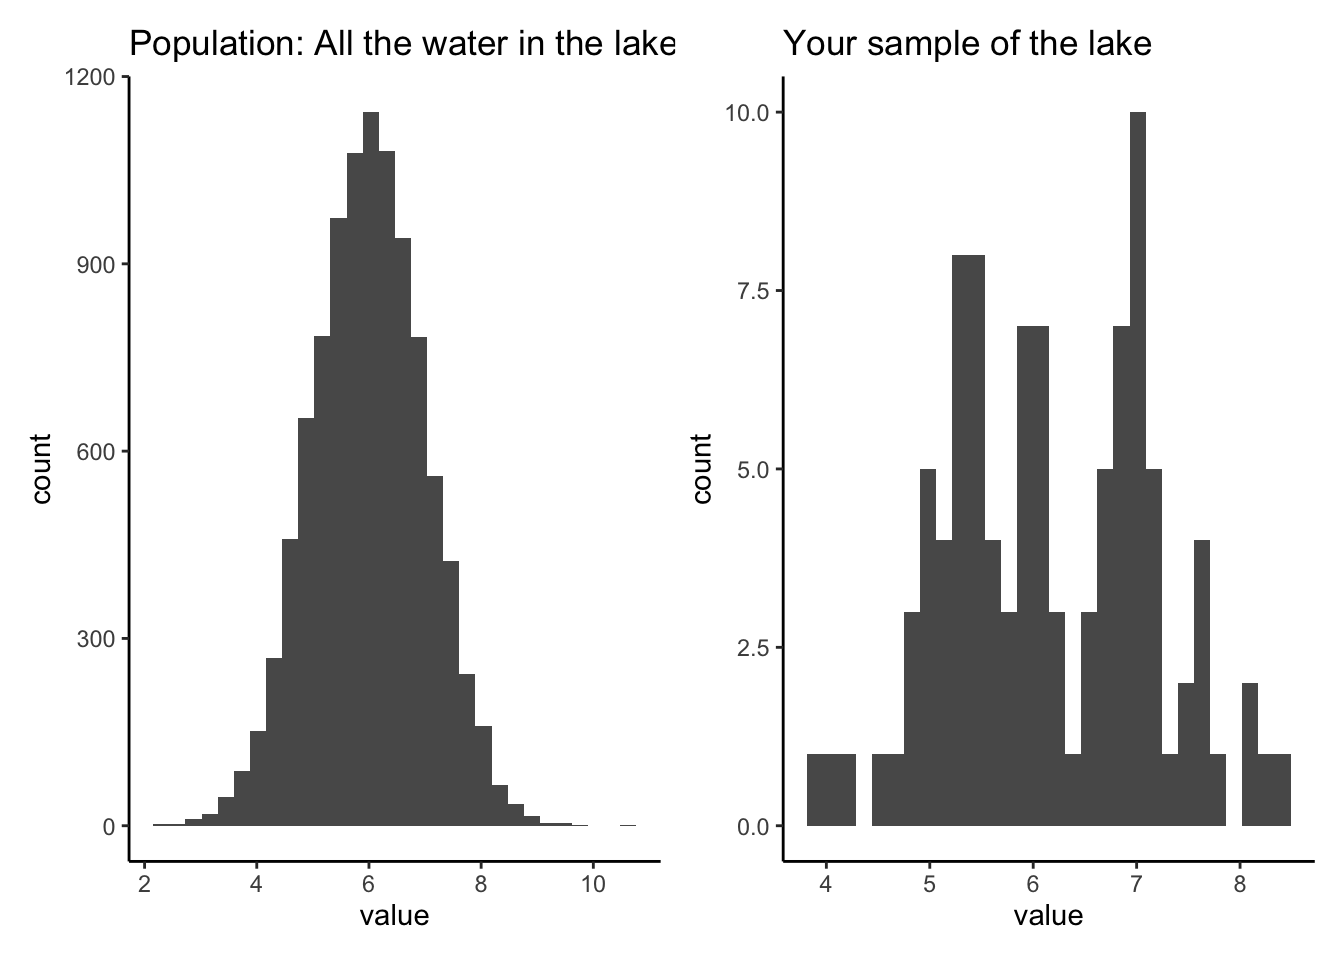 Population: All the water in the lake
1200
900
600
300
0
count
2 4 6 8 10
value
Your sample of the lake
10.0
7.5
5.0
2.5
0.0
count
4 5 6 7 8
value